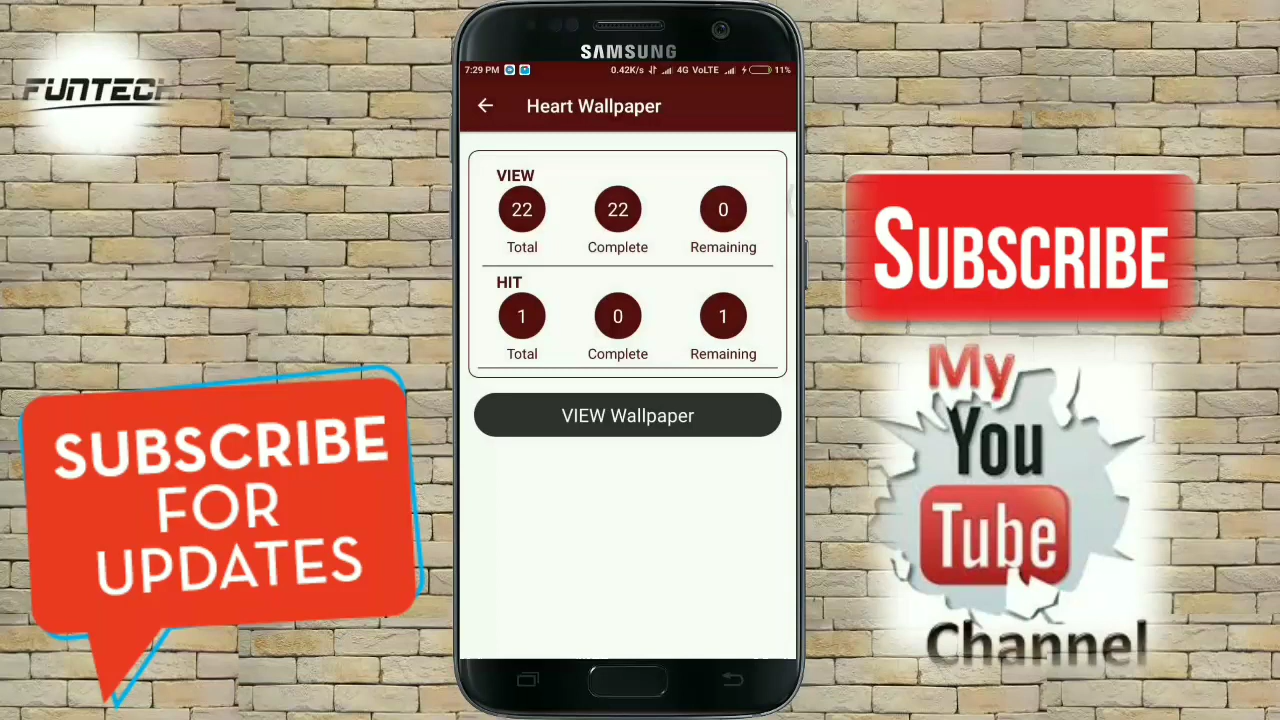 FUNTECH
SAMSUNG
7:29 PM 0.42K/s 4G VoLTE 11%
Heart Wallpaper
VIEW
22 22 0
Total Complete Remaining
HIT
1 0 1
Total Complete Remaining
VIEW Wallpaper
SUBSCRIBE
FOR
UPDATES
SUBSCRIBE
My
You
Tube
Channel